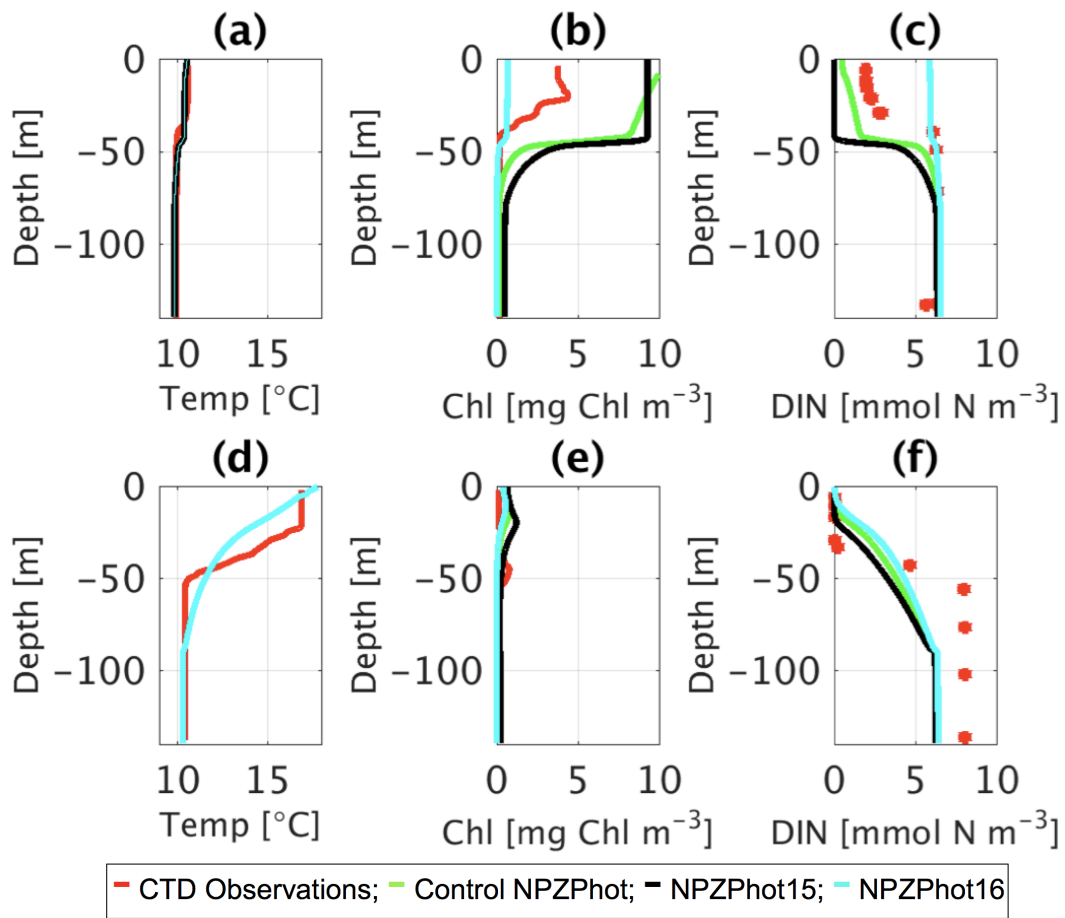 (a) (b) (c)
0 0 0
−50 −50 −50
−100 −100 −100
Depth [m] Depth [m] Depth [m]
10 15 0 5 10 0 5 10
Temp [°C] Chl [mg Chl m⁻³] DIN [mmol N m⁻³]
(d) (e) (f)
0 0 0
−50 −50 −50
−100 −100 −100
Depth [m] Depth [m] Depth [m]
10 15 0 5 10 0 5 10
Temp [°C] Chl [mg Chl m⁻³] DIN [mmol N m⁻³]
CTD Observations; Control NPZPhot; NPZPhot15; NPZPhot16